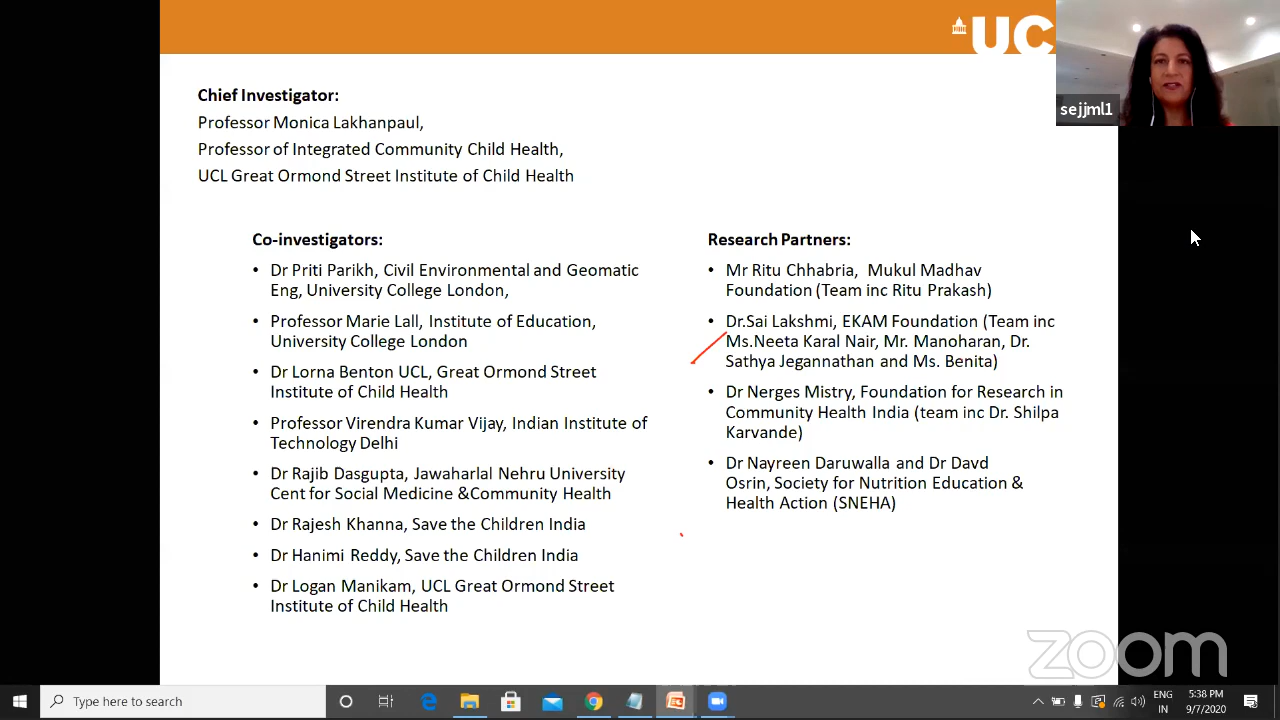 UC
sejjml1
Chief Investigator:
Professor Monica Lakhanpaul,
Professor of Integrated Community Child Health,
UCL Great Ormond Street Institute of Child Health
Co-investigators:
• Dr Priti Parikh, Civil Environmental and Geomatic
Eng, University College London,
• Professor Marie Lall, Institute of Education,
University College London
• Dr Lorna Benton UCL, Great Ormond Street
Institute of Child Health
• Professor Virendra Kumar Vijay, Indian Institute of
Technology Delhi
• Dr Rajib Dasgupta, Jawaharlal Nehru University
Cent for Social Medicine &Community Health
• Dr Rajesh Khanna, Save the Children India
• Dr Hanimi Reddy, Save the Children India
• Dr Logan Manikam, UCL Great Ormond Street
Institute of Child Health
Research Partners:
• Mr Ritu Chhabria, Mukul Madhav
Foundation (Team inc Ritu Prakash)
• Dr.Sai Lakshmi, EKAM Foundation (Team inc
Ms.Neeta Karal Nair, Mr. Manoharan, Dr.
Sathya Jegannathan and Ms. Benita)
• Dr Nerges Mistry, Foundation for Research in
Community Health India (team inc Dr. Shilpa
Karvande)
• Dr Nayreen Daruwalla and Dr Davd
Osrin, Society for Nutrition Education &
Health Action (SNEHA)
zoom
Type here to search
ENG
IN
5:38 PM
9/7/2020